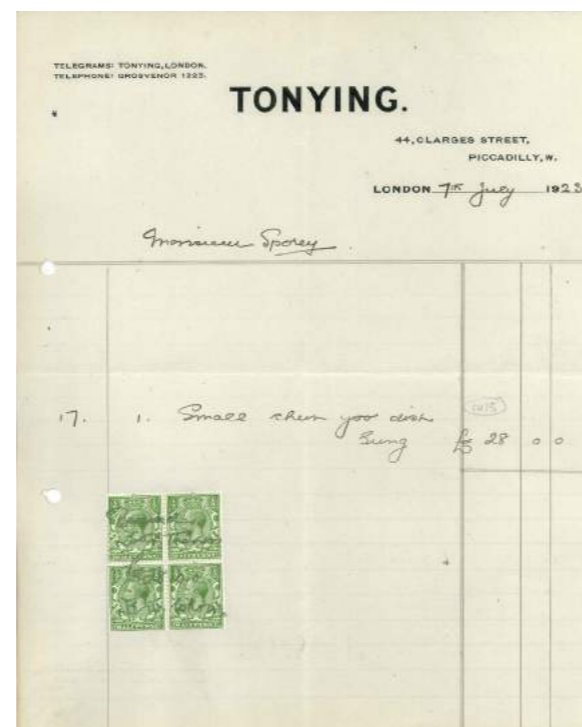 TELEGRAMS: TONYING, LONDON.
TELEPHONE: GROSVENOR 1223.
TONYING.
44, CLARGES STREET,
PICCADILLY, W.
LONDON 7th July 1923
Monsieur Sporey
17. 1. Small chun yoo dish
Sung £ 28 0 0